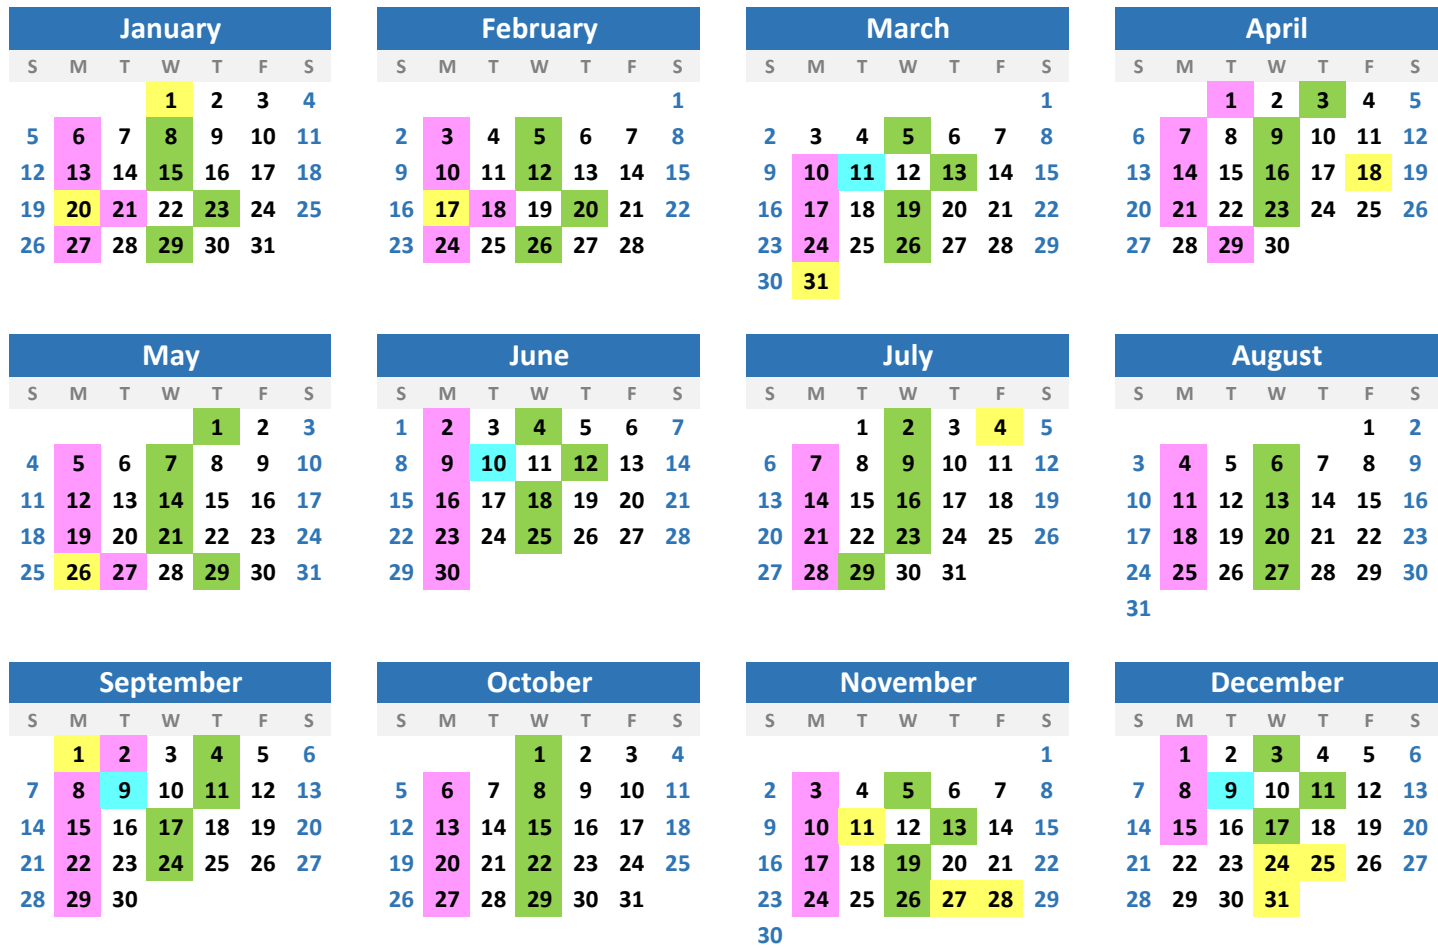 January February March April
S M T W T F S S M T W T F S S M T W T F S S M T W T F S
1 2 3 4 1 1 1 2 3 4 5
5 6 7 8 9 10 11 2 3 4 5 6 7 8 2 3 4 5 6 7 8 6 7 8 9 10 11 12
12 13 14 15 16 17 18 9 10 11 12 13 14 15 9 10 11 12 13 14 15 13 14 15 16 17 18 19
19 20 21 22 23 24 25 16 17 18 19 20 21 22 16 17 18 19 20 21 22 20 21 22 23 24 25 26
26 27 28 29 30 31 23 24 25 26 27 28 23 24 25 26 27 28 29 27 28 29 30
30 31
May June July August
S M T W T F S S M T W T F S S M T W T F S S M T W T F S
1 2 3 1 2 3 4 5 6 7 1 2 3 4 5 1 2
4 5 6 7 8 9 10 8 9 10 11 12 13 14 6 7 8 9 10 11 12 3 4 5 6 7 8 9
11 12 13 14 15 16 17 15 16 17 18 19 20 21 13 14 15 16 17 18 19 10 11 12 13 14 15 16
18 19 20 21 22 23 24 22 23 24 25 26 27 28 20 21 22 23 24 25 26 17 18 19 20 21 22 23
25 26 27 28 29 30 31 29 30 27 28 29 30 31 24 25 26 27 28 29 30
31
September October November December
S M T W T F S S M T W T F S S M T W T F S S M T W T F S
1 2 3 4 5 6 1 2 3 4 1 1 2 3 4 5 6
7 8 9 10 11 12 13 5 6 7 8 9 10 11 2 3 4 5 6 7 8 7 8 9 10 11 12 13
14 15 16 17 18 19 20 12 13 14 15 16 17 18 9 10 11 12 13 14 15 14 15 16 17 18 19 20
21 22 23 24 25 26 27 19 20 21 22 23 24 25 16 17 18 19 20 21 22 21 22 23 24 25 26 27
28 29 30 26 27 28 29 30 31 23 24 25 26 27 28 29 28 29 30 31
30